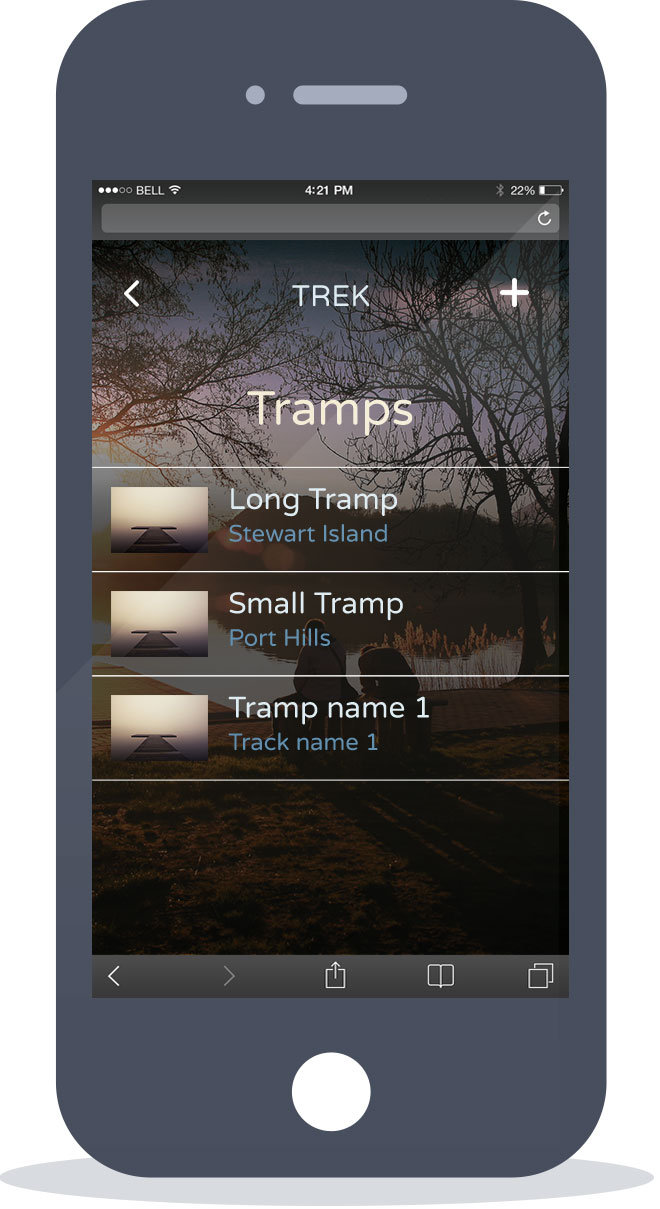 BELL 4:21 PM 22%
TREK
Tramps
Long Tramp
Stewart Island
Small Tramp
Port Hills
Tramp name 1
Track name 1